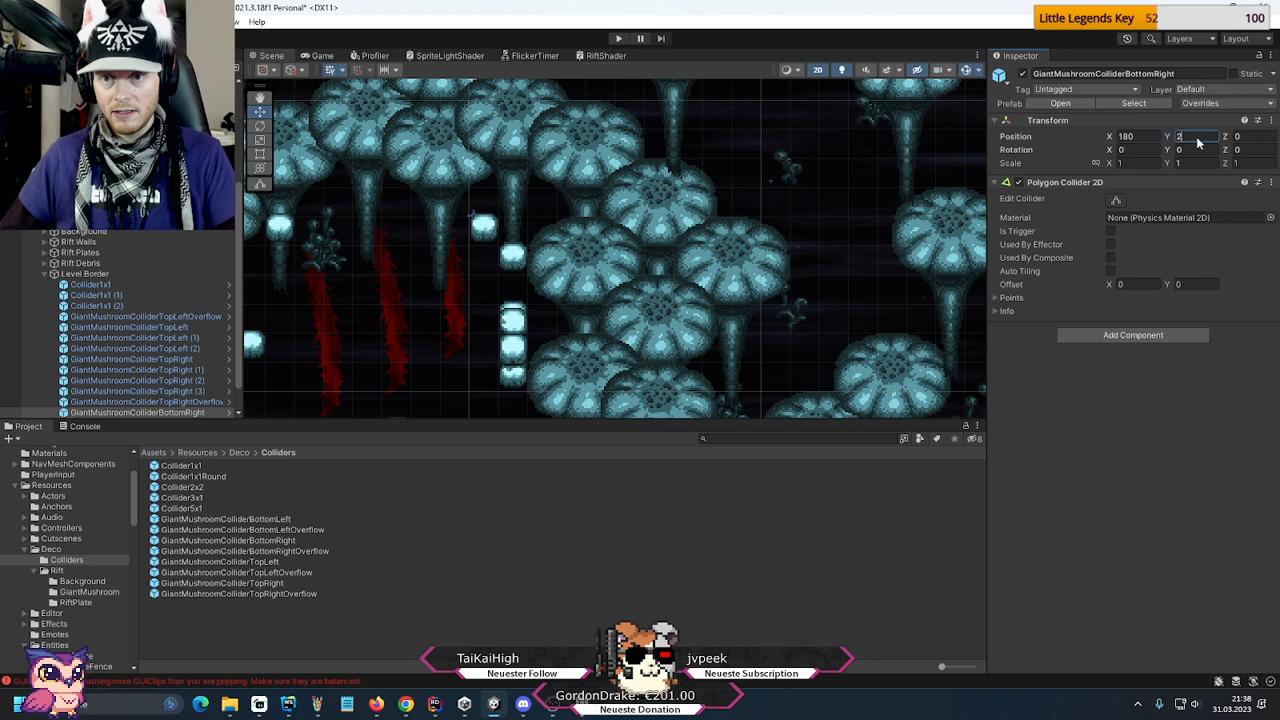 021.3.18f1 Personal* <DX11>
Little Legends Key 52 100
Help
Layers
Layout
Scene
Game
Profiler
SpriteLightShader
FlickerTimer
RiftShader
Inspector
2D
GiantMushroomColliderBottomRight
Static
Tag Untagged
Layer Default
Prefab
Open
Select
Overrides
Transform
Position X 180 Y 2 Z 0
Rotation X 0 Y 0 Z 0
Scale X 1 Y 1 Z 1
Polygon Collider 2D
Edit Collider
Material None (Physics Material 2D)
Is Trigger
Used By Effector
Used By Composite
Auto Tiling
Offset X 0 Y 0
Points
Info
Add Component
Background
Rift Walls
Rift Plates
Rift Debris
Level Border
Collider1x1
Collider1x1 (1)
Collider1x1 (2)
GiantMushroomColliderTopLeftOverflow
GiantMushroomColliderTopLeft
GiantMushroomColliderTopLeft (1)
GiantMushroomColliderTopLeft (2)
GiantMushroomColliderTopRight
GiantMushroomColliderTopRight (1)
GiantMushroomColliderTopRight (2)
GiantMushroomColliderTopRight (3)
GiantMushroomColliderTopRightOverflow
GiantMushroomColliderBottomRight
Project
Console
8
Materials
NavMeshComponents
PlayerInput
Resources
Actors
Anchors
Audio
Controllers
Cutscenes
Deco
Colliders
Rift
Background
GiantMushroom
RiftPlate
Editor
Effects
Emotes
Entities
Assets > Resources > Deco > Colliders
Collider1x1
Collider1x1Round
Collider2x2
Collider3x1
Collider5x1
GiantMushroomColliderBottomLeft
GiantMushroomColliderBottomLeftOverflow
GiantMushroomColliderBottomRight
GiantMushroomColliderBottomRightOverflow
GiantMushroomColliderTopLeft
GiantMushroomColliderTopLeftOverflow
GiantMushroomColliderTopRight
GiantMushroomColliderTopRightOverflow
TaiKaiHigh
Neuester Follow
jvpeek
Neueste Subscription
GordonDrake: €201.00
Neueste Donation
21:38
31.03.2023